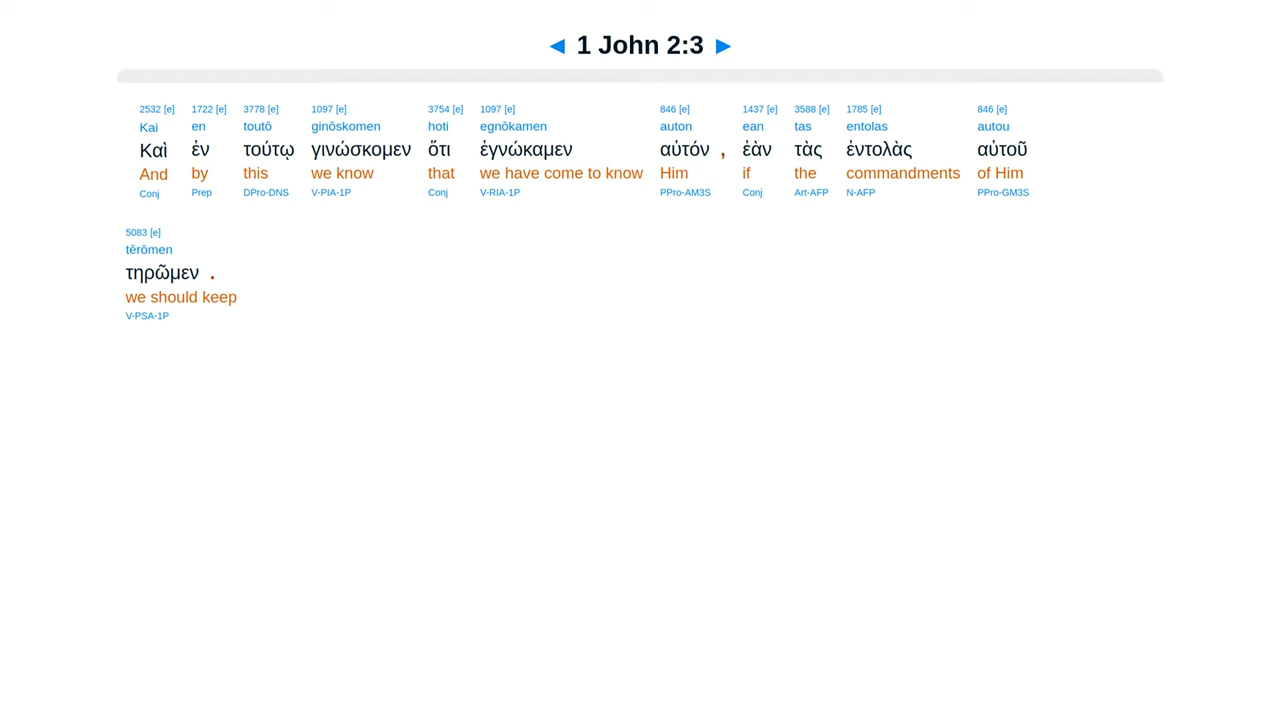 ◄ 1 John 2:3 ►
2532 [e] 1722 [e] 3778 [e] 1097 [e] 3754 [e] 1097 [e] 846 [e] 1437 [e] 3588 [e] 1785 [e] 846 [e]
Kai en toutō ginōskomen hoti egnōkamen auton ean tas entolas autou
Καὶ ἐν τούτῳ γινώσκομεν ὅτι ἐγνώκαμεν αὐτόν , ἐὰν τὰς ἐντολὰς αὐτοῦ
And by this we know that we have come to know Him if the commandments of Him
Conj Prep DPro-DNS V-PIA-1P Conj V-RIA-1P PPro-AM3S Conj Art-AFP N-AFP PPro-GM3S
5083 [e]
tērōmen
τηρῶμεν .
we should keep
V-PSA-1P